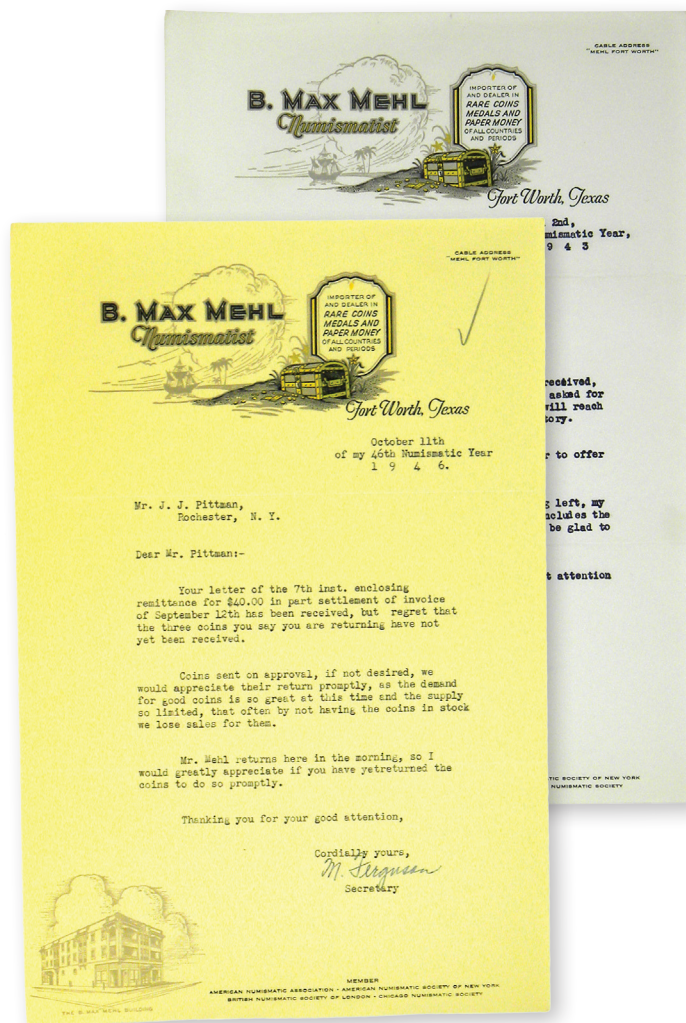 CABLE ADDRESS
"MEHL FORT WORTH"
B. MAX MEHL
Numismatist
IMPORTER OF
AND DEALER IN
RARE COINS
MEDALS AND
PAPER MONEY
OF ALL COUNTRIES
AND PERIODS
Fort Worth, Texas
2nd,
mismatic Year,
9 4 3
received,
asked for
will reach
tory.
r to offer
g left, my
ncludes the
be glad to
t attention
TIC SOCIETY OF NEW YORK
NUMISMATIC SOCIETY
CABLE ADDRESS
"MEHL FORT WORTH"
B. MAX MEHL
Numismatist
IMPORTER OF
AND DEALER IN
RARE COINS
MEDALS AND
PAPER MONEY
OF ALL COUNTRIES
AND PERIODS
Fort Worth, Texas
October 11th
of my 46th Numismatic Year
1 9 4 6.
Mr. J. J. Pittman,
Rochester, N. Y.
Dear Mr. Pittman:-
Your letter of the 7th inst. enclosing
remittance for $40.00 in part settlement of invoice
of September 12th has been received, but regret that
the three coins you say you are returning have not
yet been received.
Coins sent on approval, if not desired, we
would appreciate their return promptly, as the demand
for good coins is so great at this time and the supply
so limited, that often by not having the coins in stock
we lose sales for them.
Mr. Mehl returns here in the morning, so I
would greatly appreciate if you have yetreturned the
coins to do so promptly.
Thanking you for your good attention,
Cordially yours,
M. Ferguson
Secretary
THE B. MAX MEHL BUILDING
MEMBER
AMERICAN NUMISMATIC ASSOCIATION - AMERICAN NUMISMATIC SOCIETY OF NEW YORK
BRITISH NUMISMATIC SOCIETY OF LONDON - CHICAGO NUMISMATIC SOCIETY